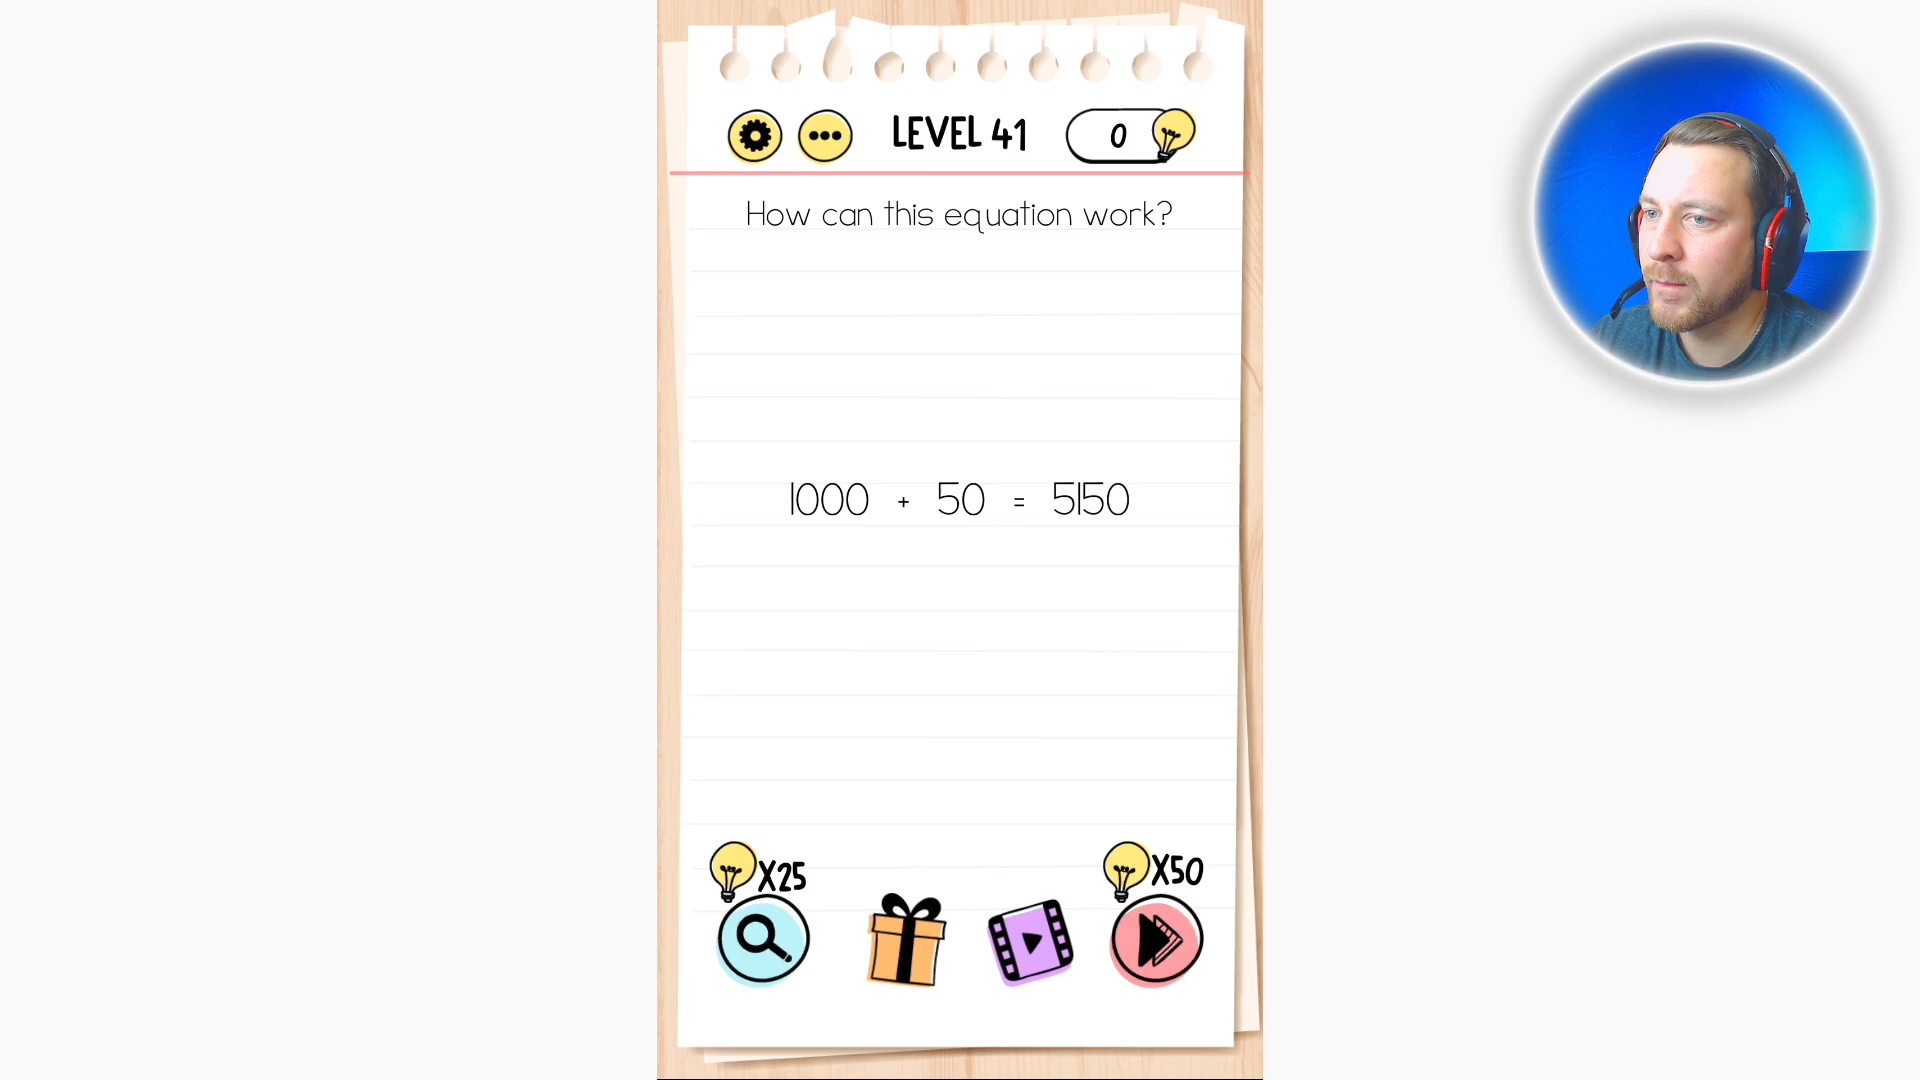 LEVEL 41
0
How can this equation work?
1000 + 50 = 5150
X25
X50